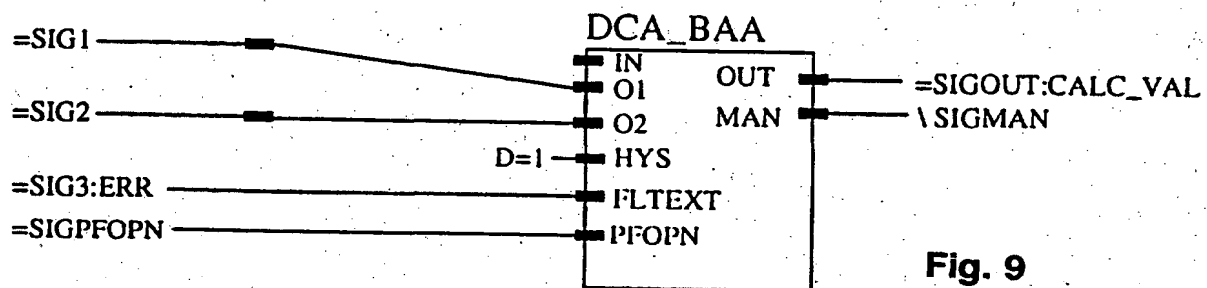 DCA_BAA
=SIG1
IN
O1
OUT
=SIGOUT:CALC_VAL
=SIG2
O2
MAN
\SIGMAN
D=1
HYS
=SIG3:ERR
FLTEXT
=SIGPFOPN
PFOPN
Fig. 9